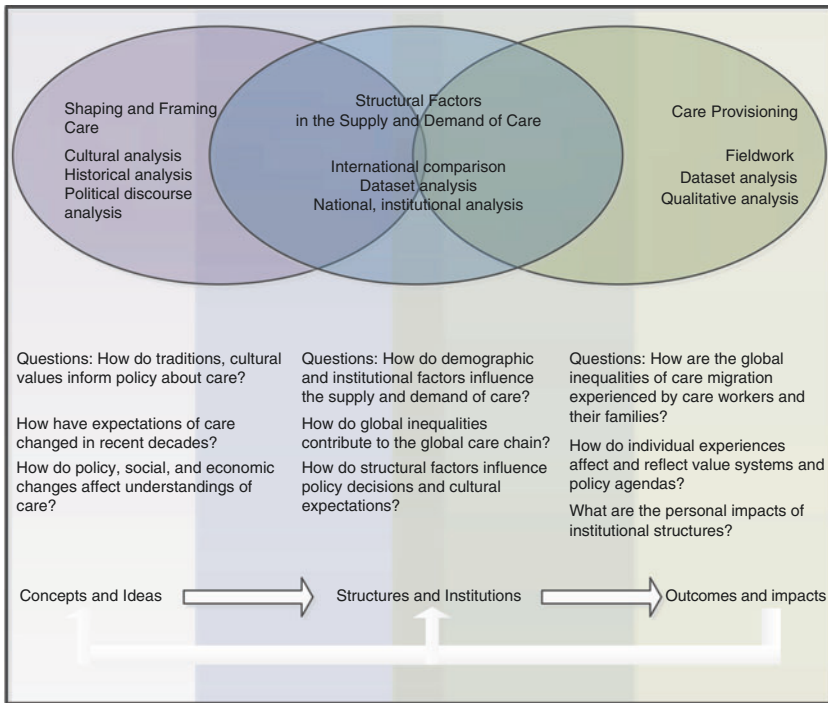 Shaping and Framing
Care
Cultural analysis
Historical analysis
Political discourse
analysis
Structural Factors
in the Supply and Demand of Care
International comparison
Dataset analysis
National, institutional analysis
Care Provisioning
Fieldwork
Dataset analysis
Qualitative analysis
Questions: How do traditions, cultural
values inform policy about care?
How have expectations of care
changed in recent decades?
How do policy, social, and economic
changes affect understandings of
care?
Questions: How do demographic
and institutional factors influence
the supply and demand of care?
How do global inequalities
contribute to the global care chain?
How do structural factors influence
policy decisions and cultural
expectations?
Questions: How are the global
inequalities of care migration
experienced by care workers and
their families?
How do individual experiences
affect and reflect value systems and
policy agendas?
What are the personal impacts of
institutional structures?
Concepts and Ideas
Structures and Institutions
Outcomes and impacts